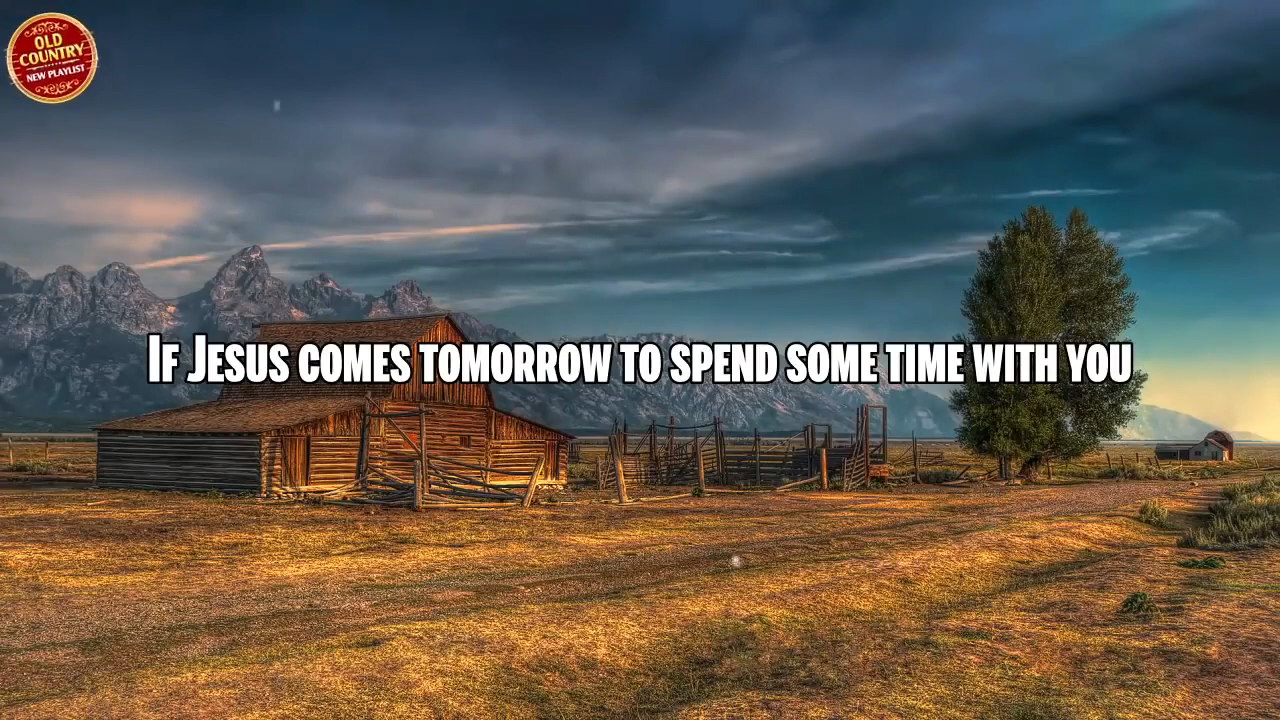 OLD
COUNTRY
NEW PLAYLIST
If Jesus comes tomorrow to spend some time with you